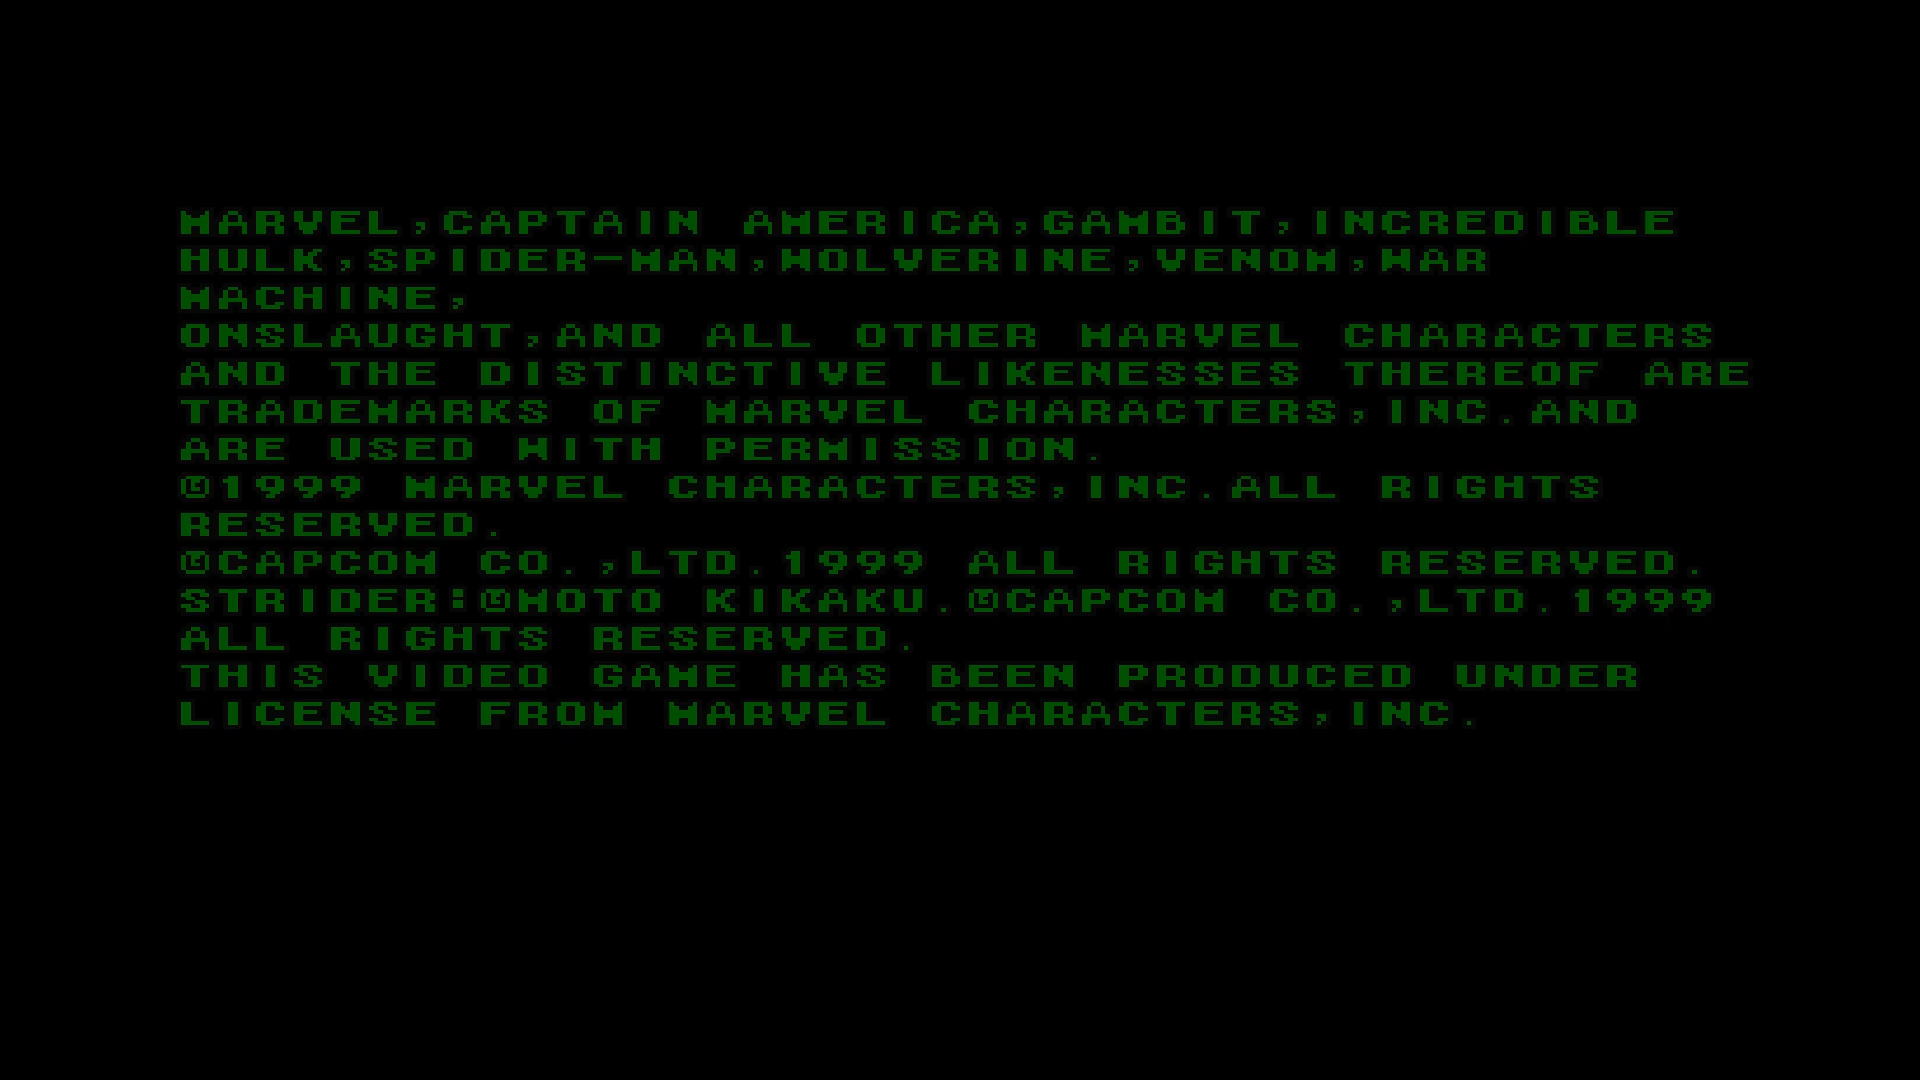 MARVEL,CAPTAIN AMERICA,GAMBIT,INCREDIBLE
HULK,SPIDER-MAN,WOLVERINE,VENOM,WAR
MACHINE,
ONSLAUGHT,AND ALL OTHER MARVEL CHARACTERS
AND THE DISTINCTIVE LIKENESSES THEREOF ARE
TRADEMARKS OF MARVEL CHARACTERS,INC.AND
ARE USED WITH PERMISSION.
©1999 MARVEL CHARACTERS,INC.ALL RIGHTS
RESERVED.
©CAPCOM CO.,LTD.1999 ALL RIGHTS RESERVED.
STRIDER:©MOTO KIKAKU.©CAPCOM CO.,LTD.1999
ALL RIGHTS RESERVED.
THIS VIDEO GAME HAS BEEN PRODUCED UNDER
LICENSE FROM MARVEL CHARACTERS,INC.